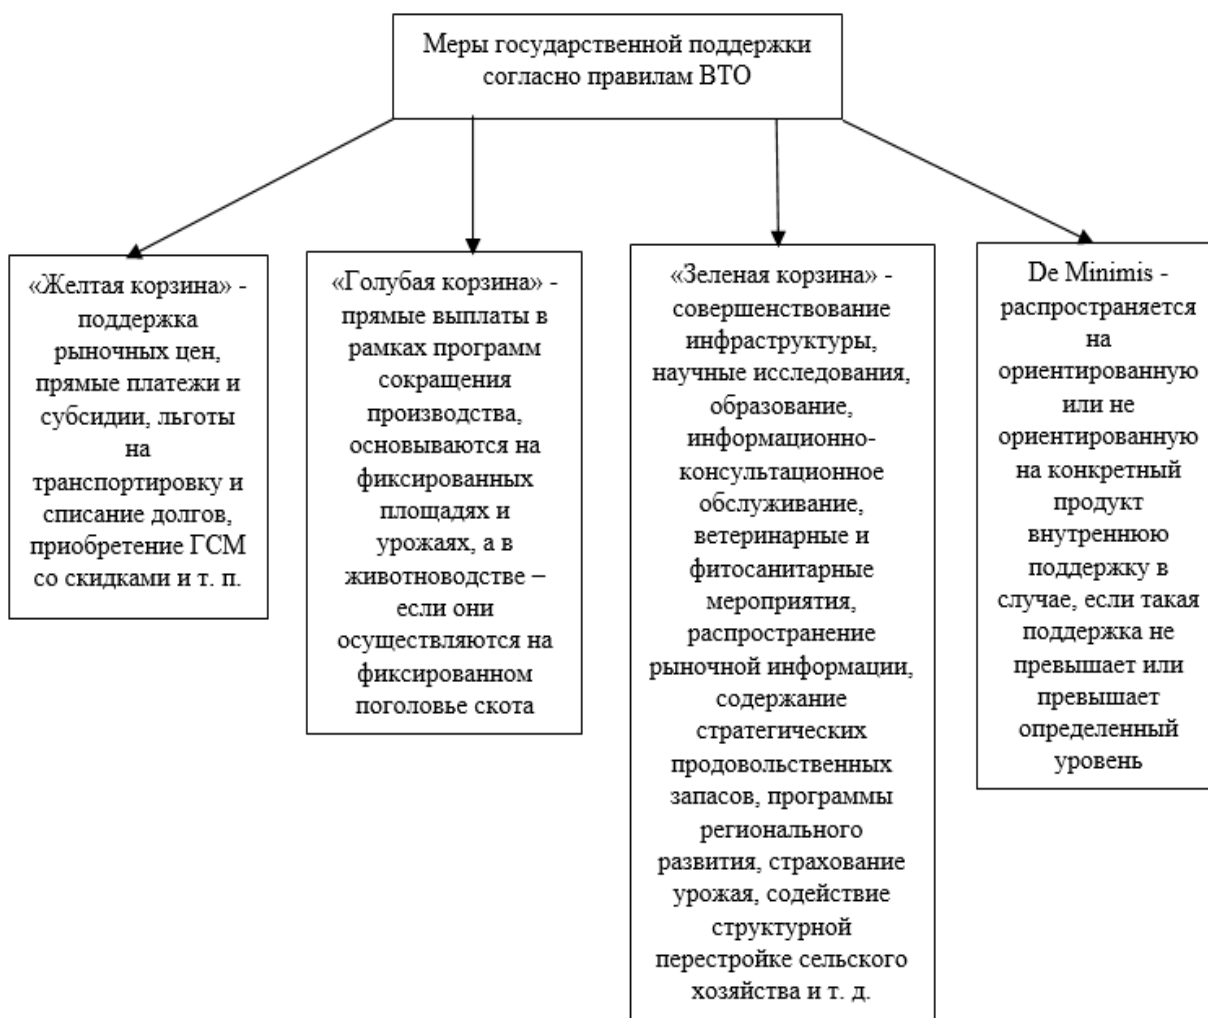 Меры государственной поддержки
согласно правилам ВТО
«Желтая корзина» -
поддержка
рыночных цен,
прямые платежи и
субсидии, льготы
на
транспортировку и
списание долгов,
приобретение ГСМ
со скидками и т. п.
«Голубая корзина» -
прямые выплаты в
рамках программ
сокращения
производства,
основываются на
фиксированных
площадях и
урожаях, а в
животноводстве –
если они
осуществляются на
фиксированном
поголовье скота
«Зеленая корзина» -
совершенствование
инфраструктуры,
научные исследования,
образование,
информационно-
консультационное
обслуживание,
ветеринарные и
фитосанитарные
мероприятия,
распространение
рыночной информации,
содержание
стратегических
продовольственных
запасов, программы
регионального
развития, страхование
урожая, содействие
структурной
перестройке сельского
хозяйства и т. д.
De Minimis -
распространяется
на
ориентированную
или не
ориентированную
на конкретный
продукт
внутреннюю
поддержку в
случае, если такая
поддержка не
превышает или
превышает
определенный
уровень